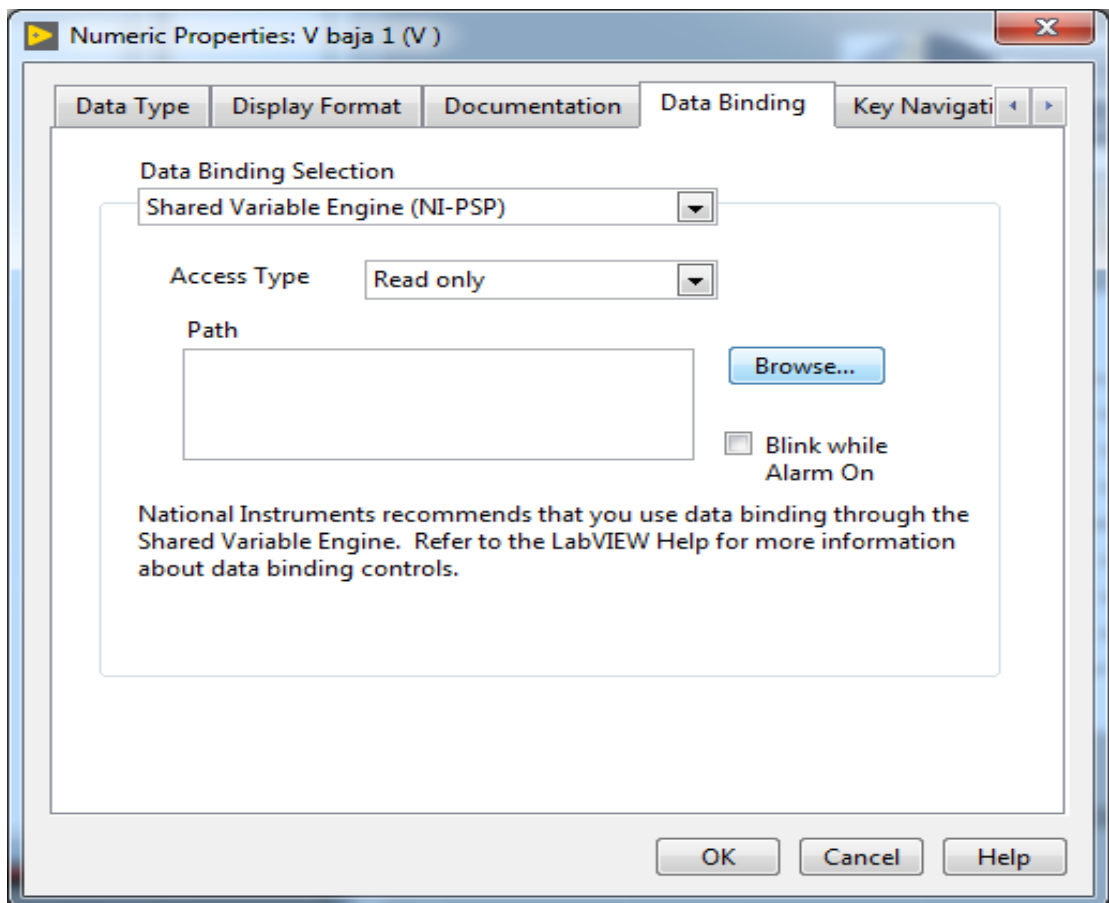 Numeric Properties: V baja 1 (V )
Data Type
Display Format
Documentation
Data Binding
Key Navigati
Data Binding Selection
Shared Variable Engine (NI-PSP)
Access Type
Read only
Path
Browse...
Blink while
Alarm On
National Instruments recommends that you use data binding through the
Shared Variable Engine.  Refer to the LabVIEW Help for more information
about data binding controls.
OK
Cancel
Help